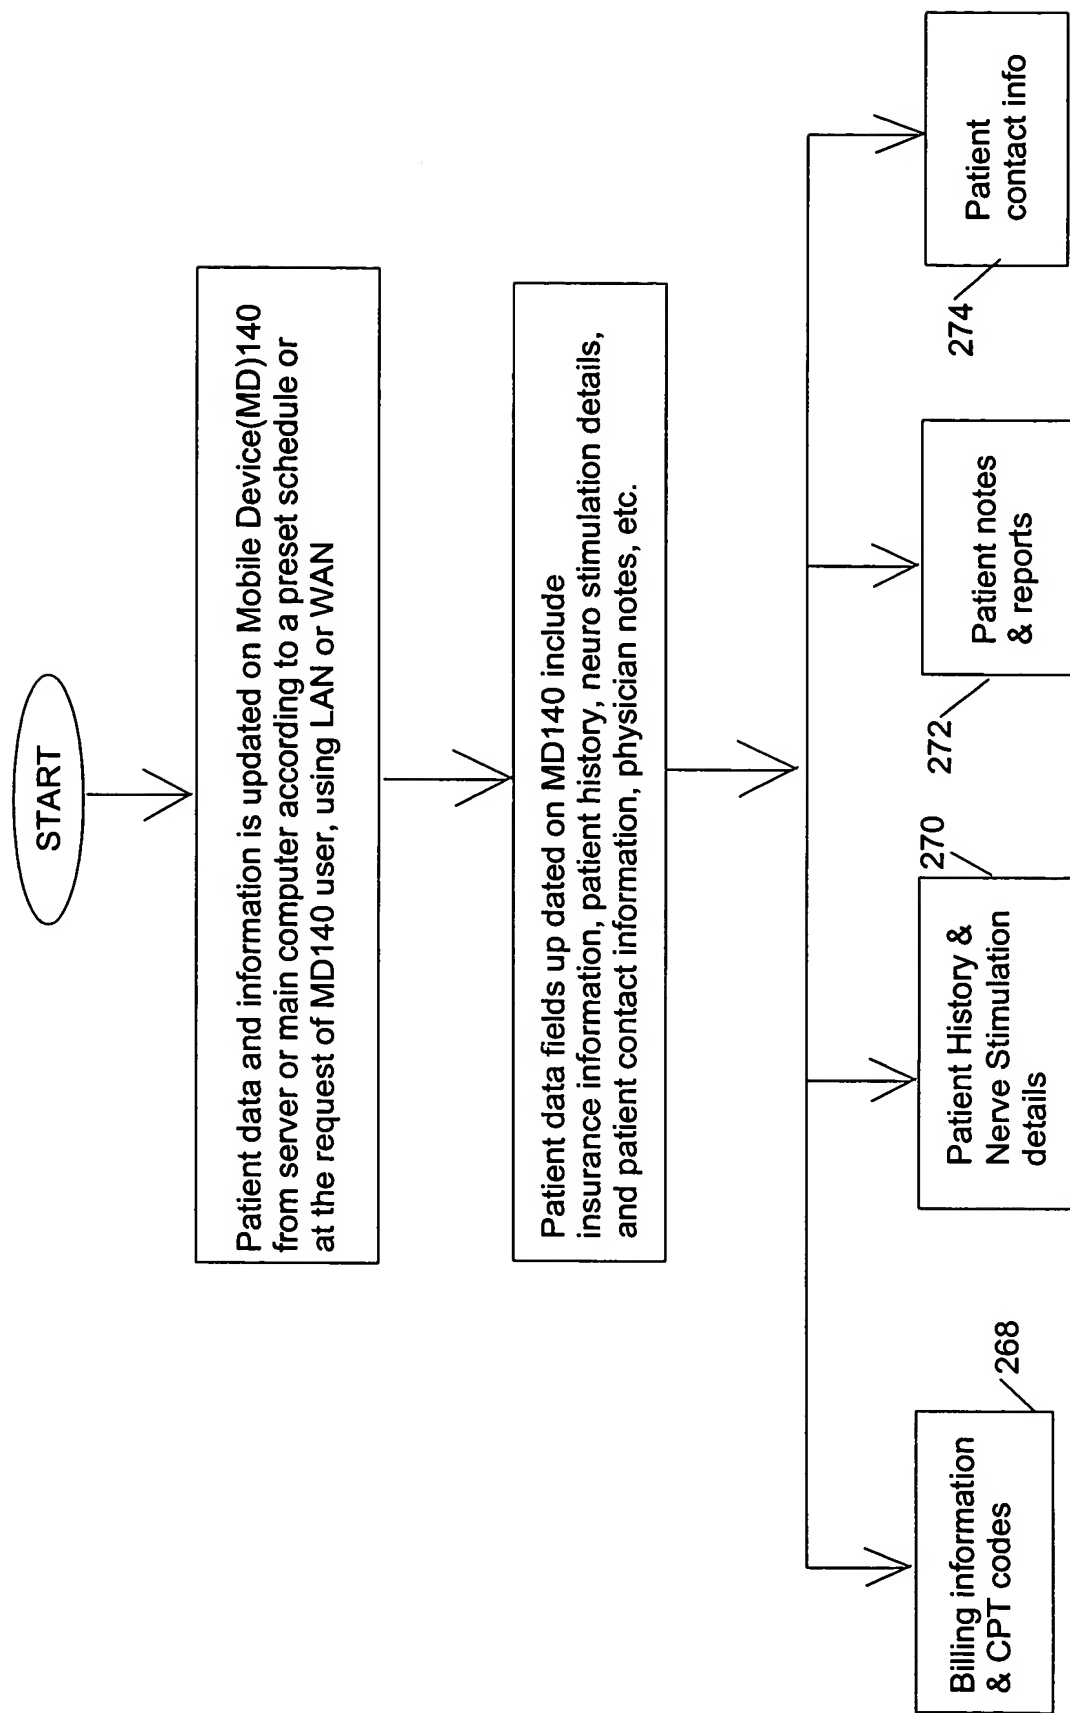 START
Patient data and information is updated on Mobile Device(MD)140
from server or main computer according to a preset schedule or
at the request of MD140 user, using LAN or WAN
Patient data fields up dated on MD140 include
insurance information, patient history, neuro stimulation details,
and patient contact information, physician notes, etc.
Billing information
& CPT codes
268
Patient History &
Nerve Stimulation
details
270
Patient notes
& reports
272
Patient
contact info
274